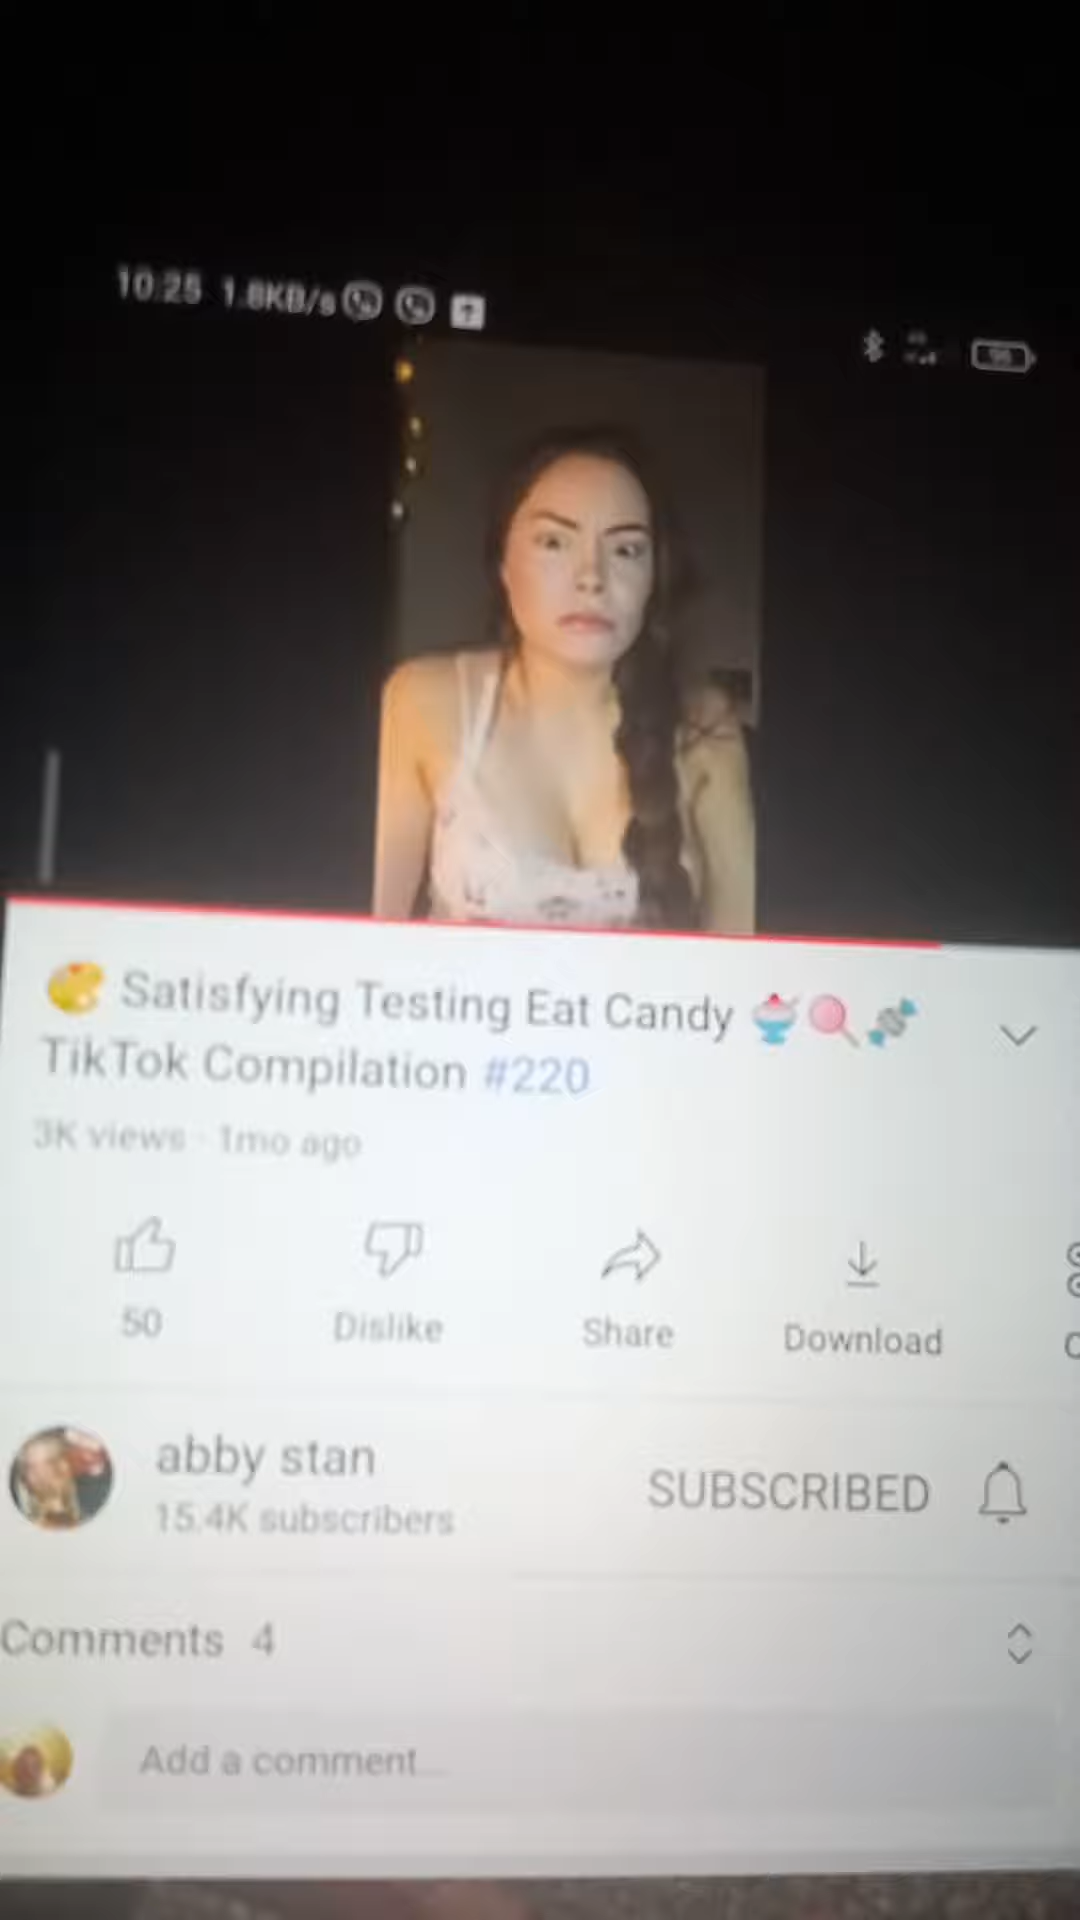 10:25 1.8KB/s
Satisfying Testing Eat Candy
TikTok Compilation #220
3K views · 1mo ago
50
Dislike
Share
Download
abby stan
15.4K subscribers
SUBSCRIBED
Comments 4
Add a comment...